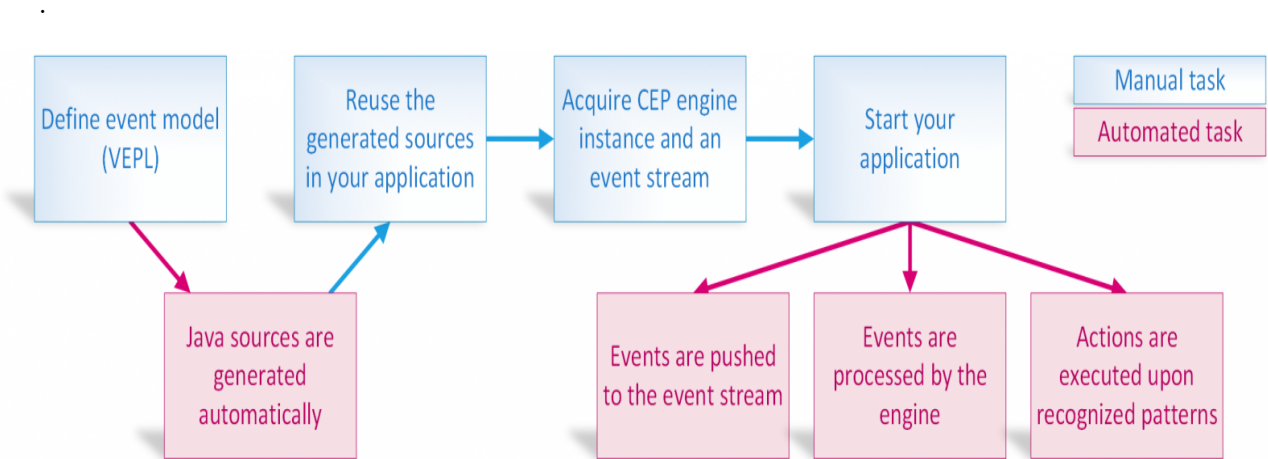 .
Define event model
(VEPL)
Reuse the
generated sources
in your application
Acquire CEP engine
instance and an
event stream
Start your
application
Manual task
Automated task
Java sources are
generated
automatically
Events are pushed
to the event stream
Events are
processed by the
engine
Actions are
executed upon
recognized patterns